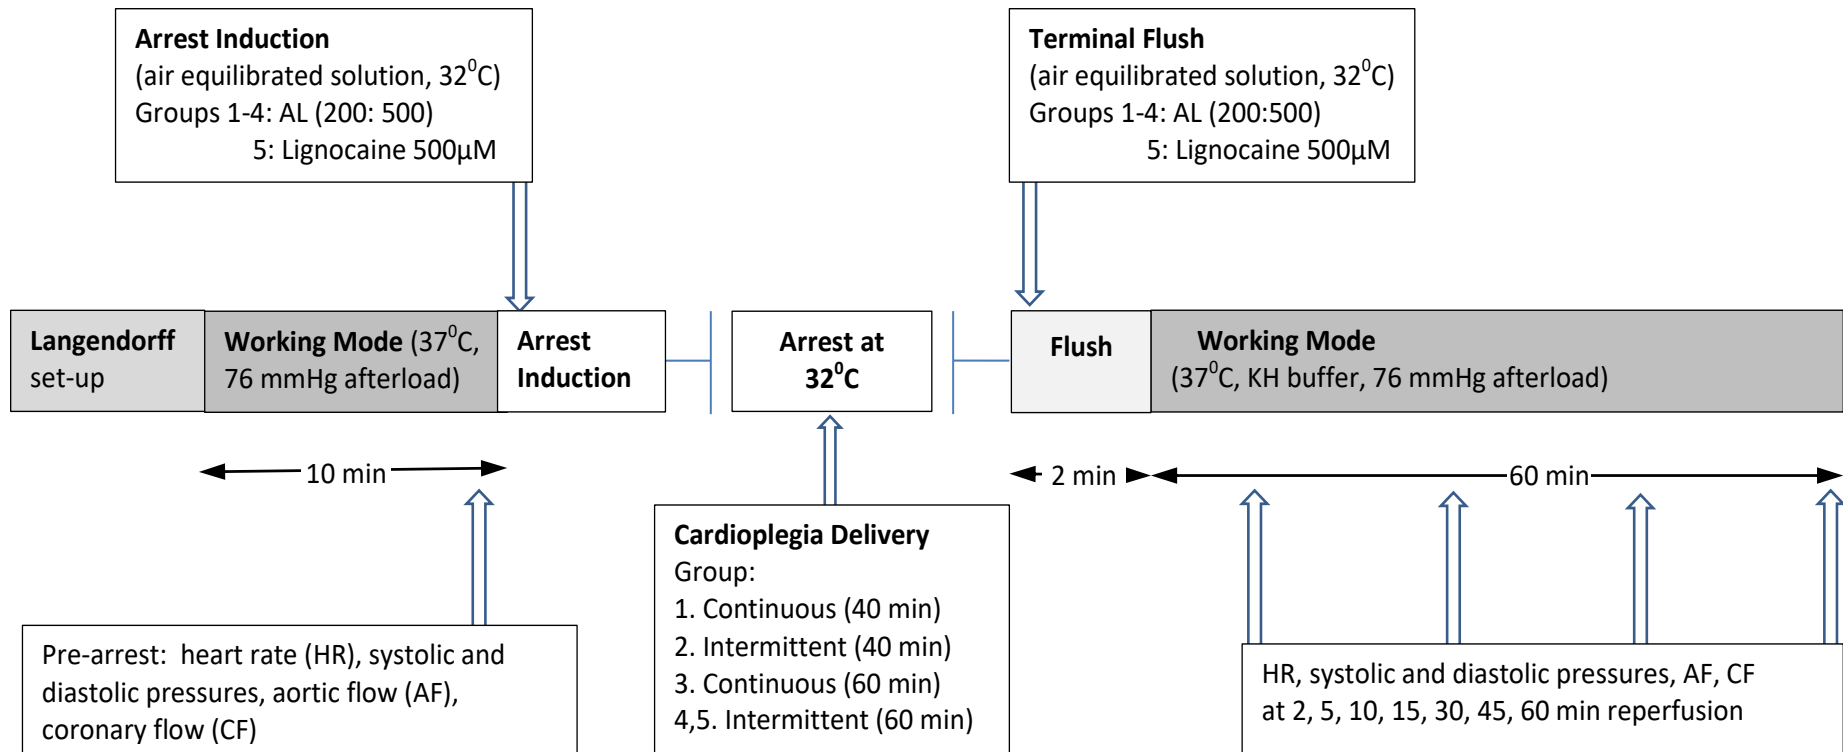 Arrest Induction
(air equilibrated solution, 32⁰C)
Groups 1-4: AL (200: 500)
5: Lignocaine 500µM
Terminal Flush
(air equilibrated solution, 32⁰C)
Groups 1-4: AL (200:500)
5: Lignocaine 500µM
Langendorff
set-up
Working Mode (37⁰C,
76 mmHg afterload)
Arrest
Induction
Arrest at
32⁰C
Flush
Working Mode
(37⁰C, KH buffer, 76 mmHg afterload)
10 min
2 min
60 min
Pre-arrest: heart rate (HR), systolic and
diastolic pressures, aortic flow (AF),
coronary flow (CF)
Cardioplegia Delivery
Group:
1. Continuous (40 min)
2. Intermittent (40 min)
3. Continuous (60 min)
4,5. Intermittent (60 min)
HR, systolic and diastolic pressures, AF, CF
at 2, 5, 10, 15, 30, 45, 60 min reperfusion